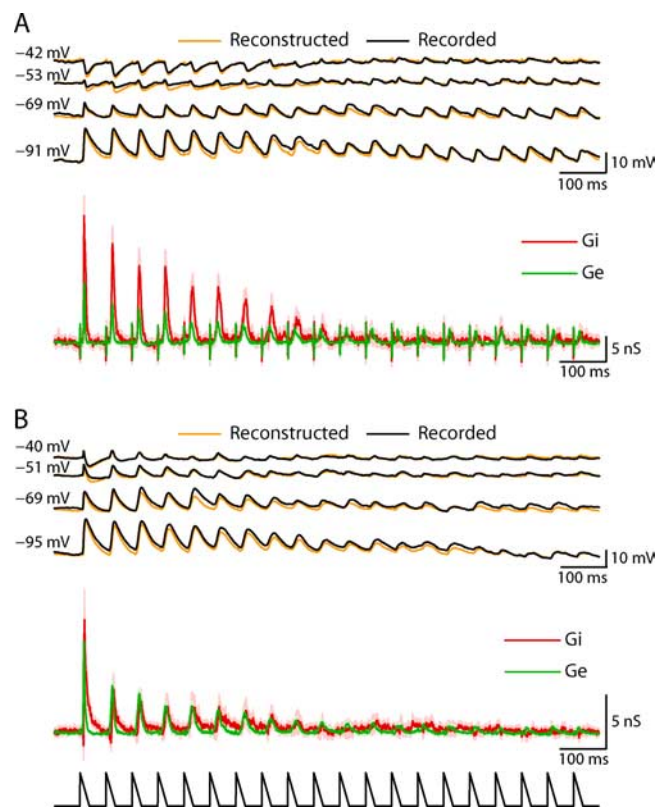 A
Reconstructed Recorded
−42 mV
−53 mV
−69 mV
−91 mV
10 mV
100 ms
Gi
Ge
5 nS
100 ms
B
Reconstructed Recorded
−40 mV
−51 mV
−69 mV
−95 mV
10 mV
100 ms
Gi
Ge
5 nS
100 ms